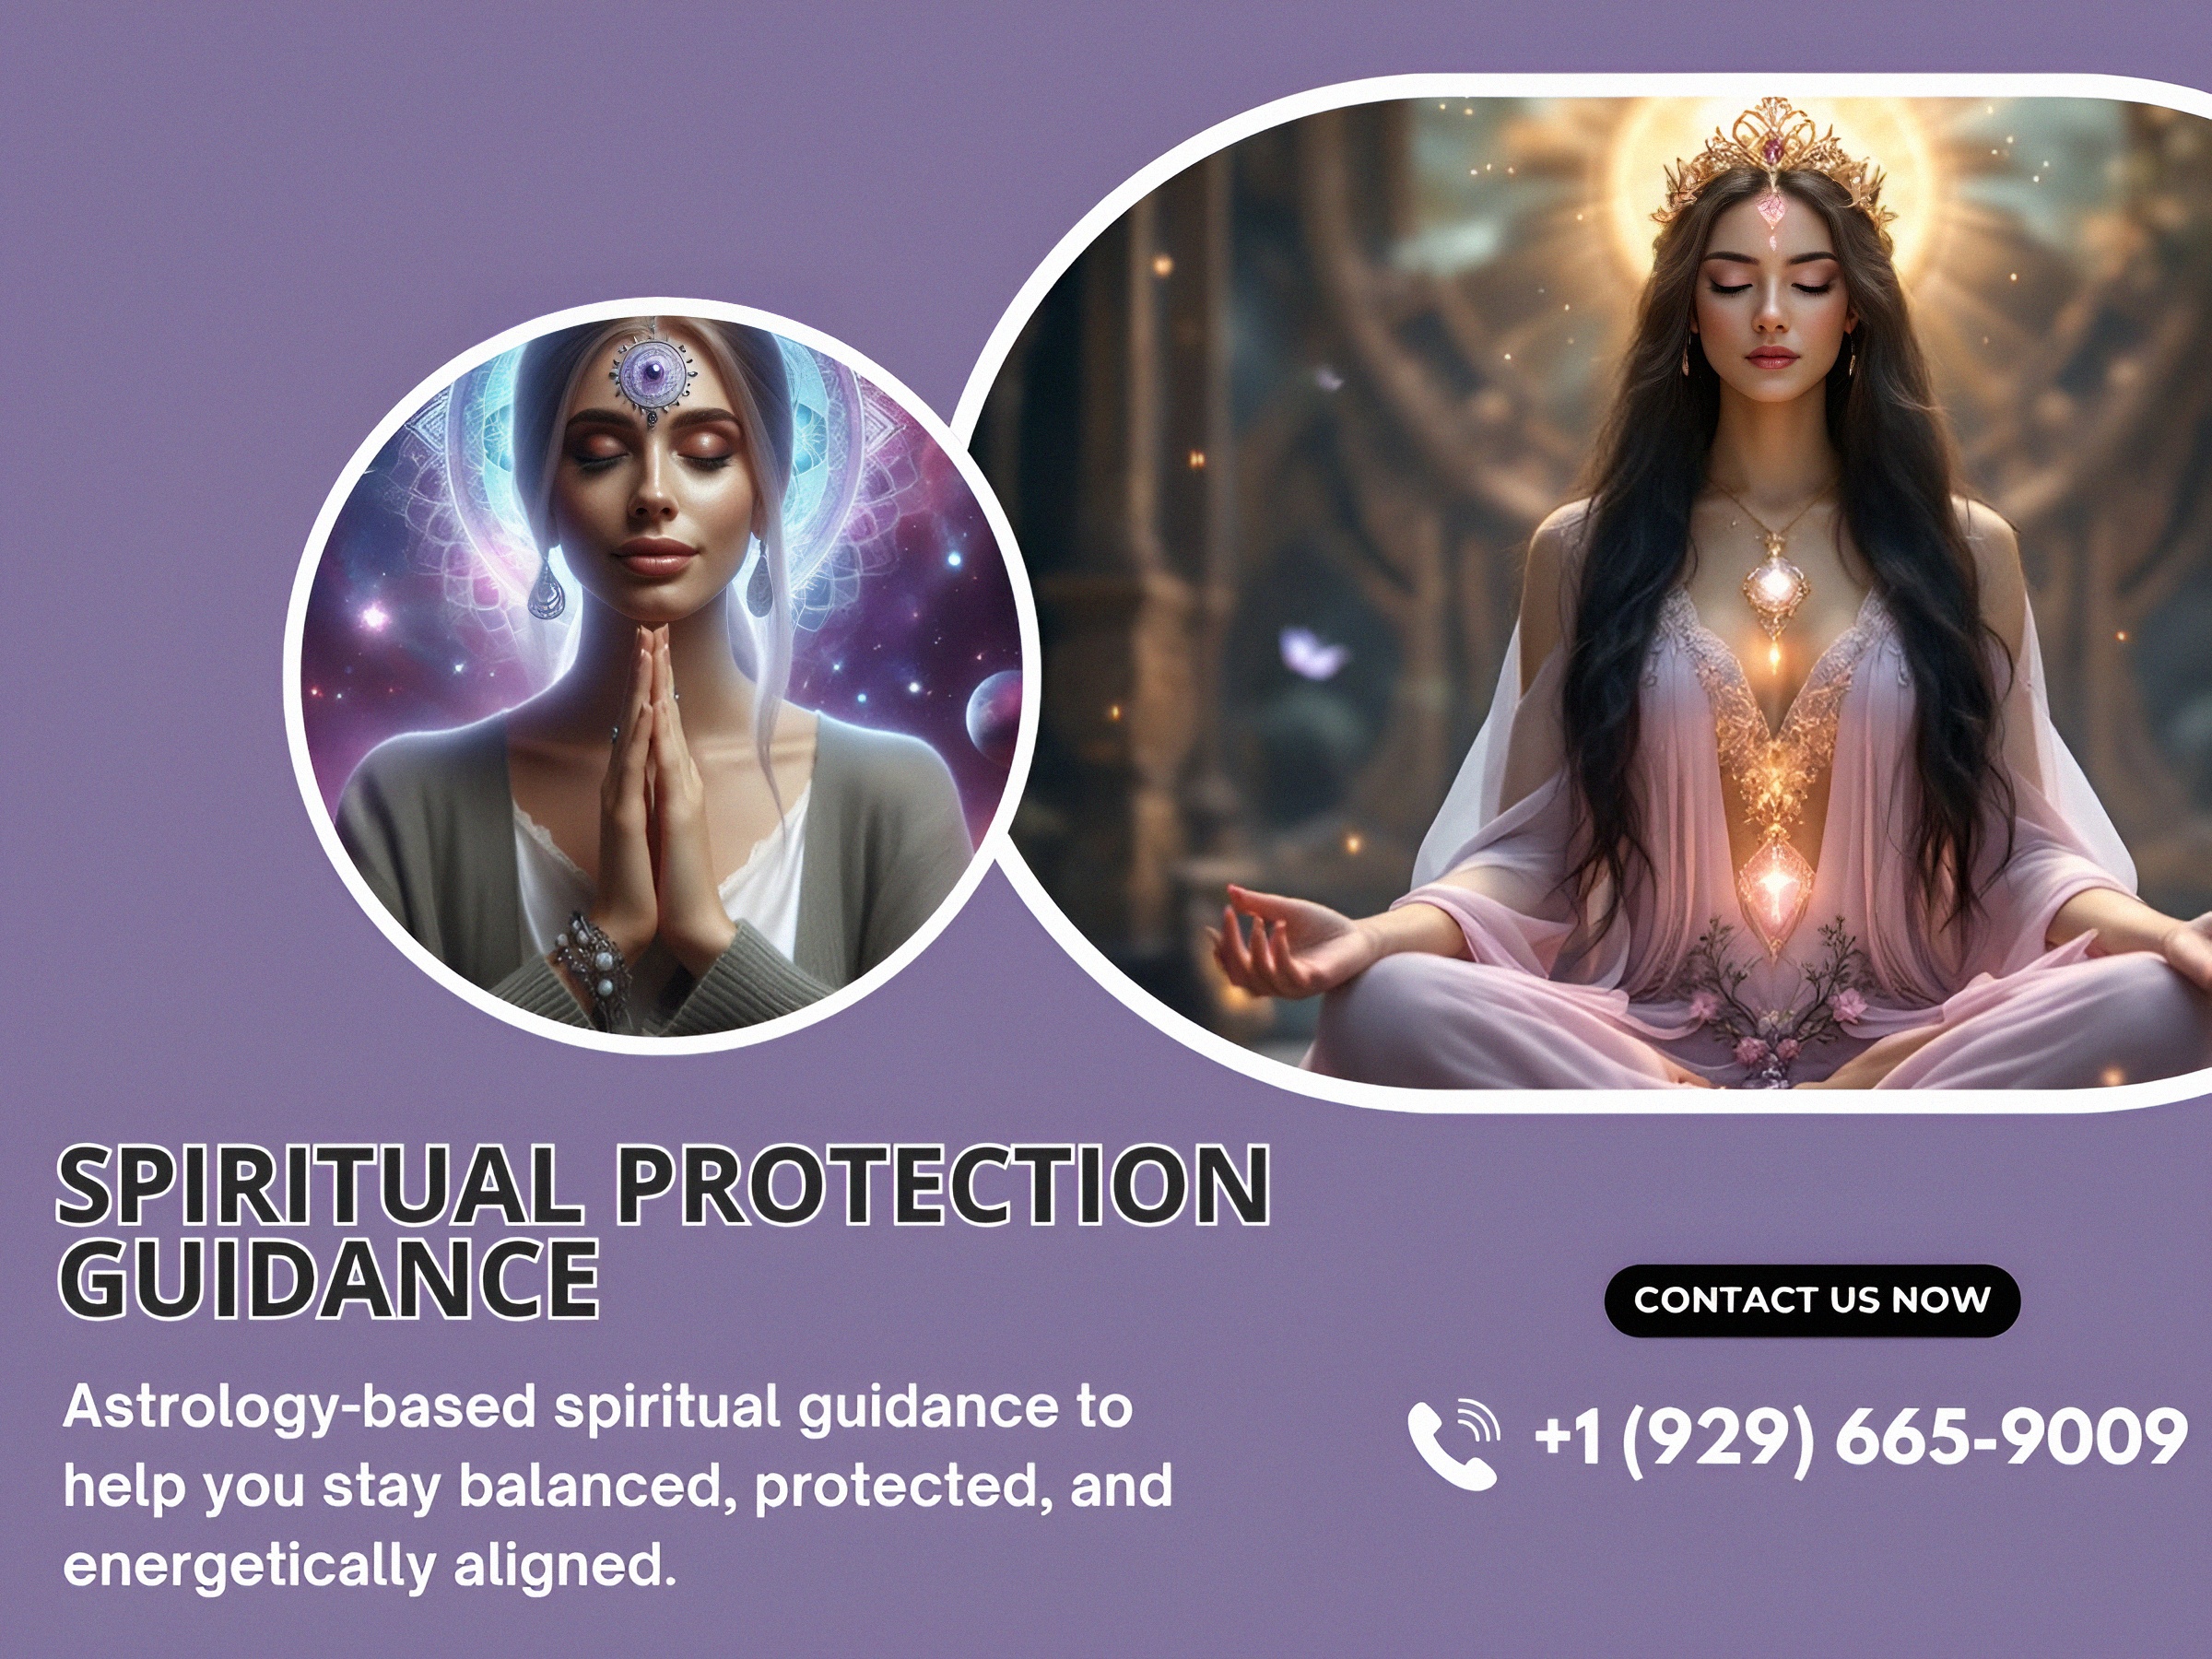 SPIRITUAL PROTECTION
GUIDANCE
Astrology-based spiritual guidance to
help you stay balanced, protected, and
energetically aligned.
CONTACT US NOW
+1 (929) 665-9009